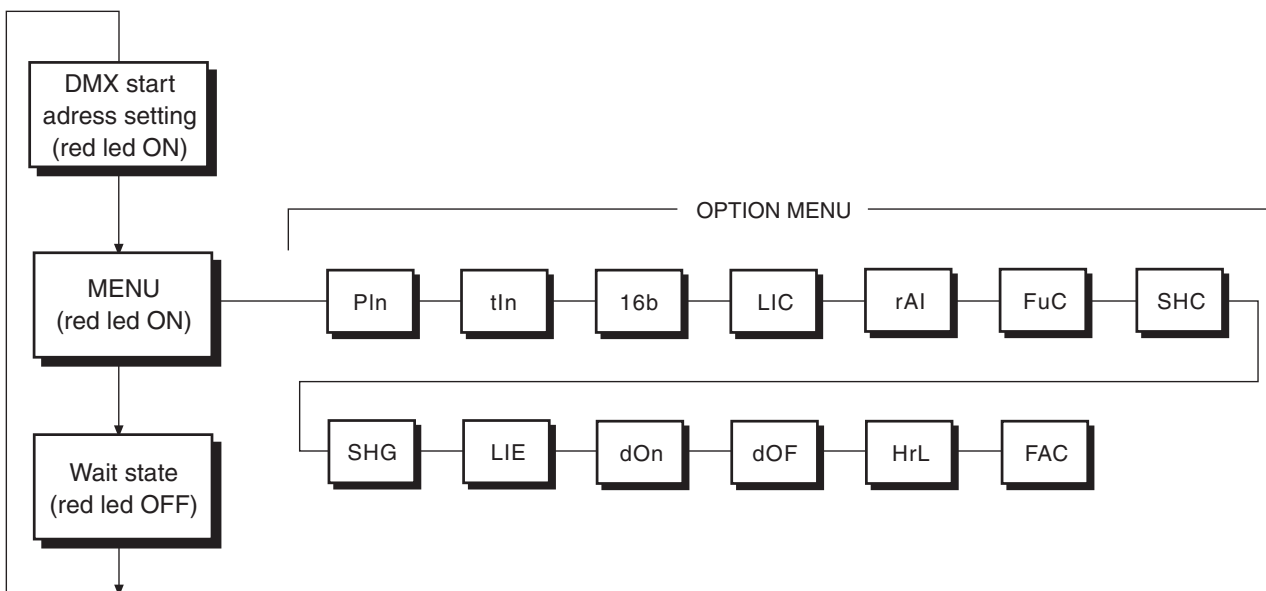 DMX start
adress setting
(red led ON)
OPTION MENU
MENU
(red led ON)
PIn
tIn
16b
LIC
rAI
FuC
SHC
SHG
LIE
dOn
dOF
HrL
FAC
Wait state
(red led OFF)